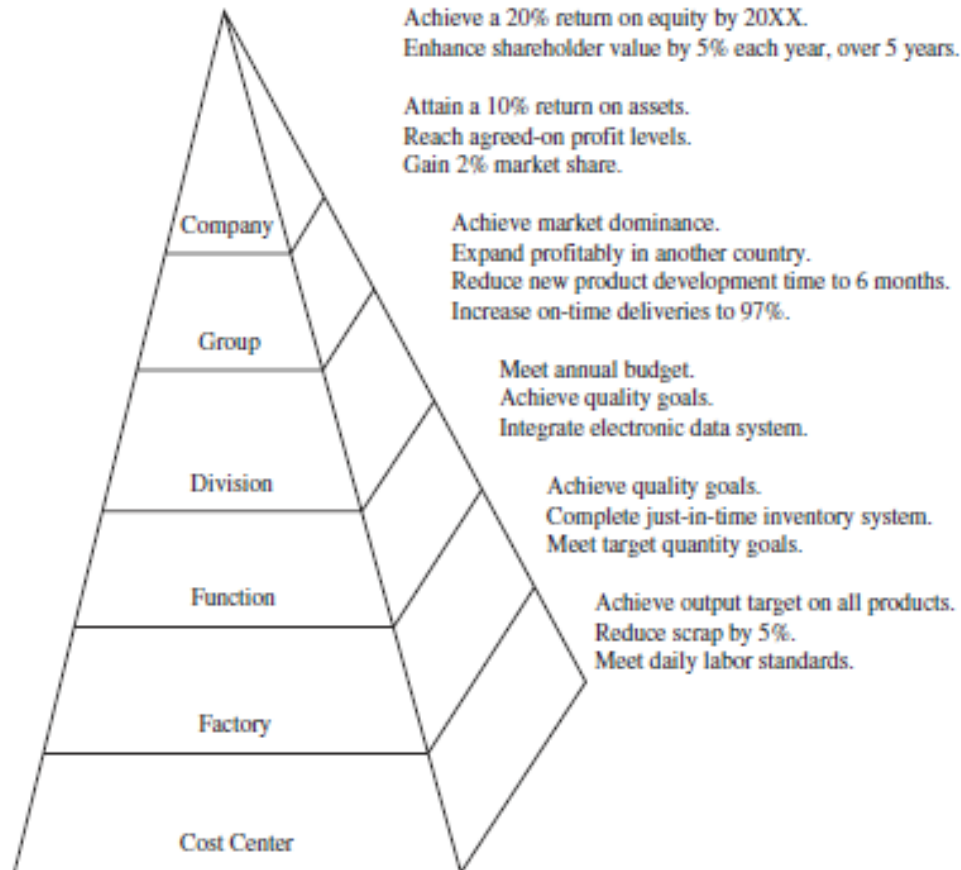 Achieve a 20% return on equity by 20XX.
Enhance shareholder value by 5% each year, over 5 years.
Attain a 10% return on assets.
Reach agreed-on profit levels.
Gain 2% market share.
Company
Achieve market dominance.
Expand profitably in another country.
Reduce new product development time to 6 months.
Increase on-time deliveries to 97%.
Group
Meet annual budget.
Achieve quality goals.
Integrate electronic data system.
Division
Achieve quality goals.
Complete just-in-time inventory system.
Meet target quantity goals.
Function
Achieve output target on all products.
Reduce scrap by 5%.
Meet daily labor standards.
Factory
Cost Center